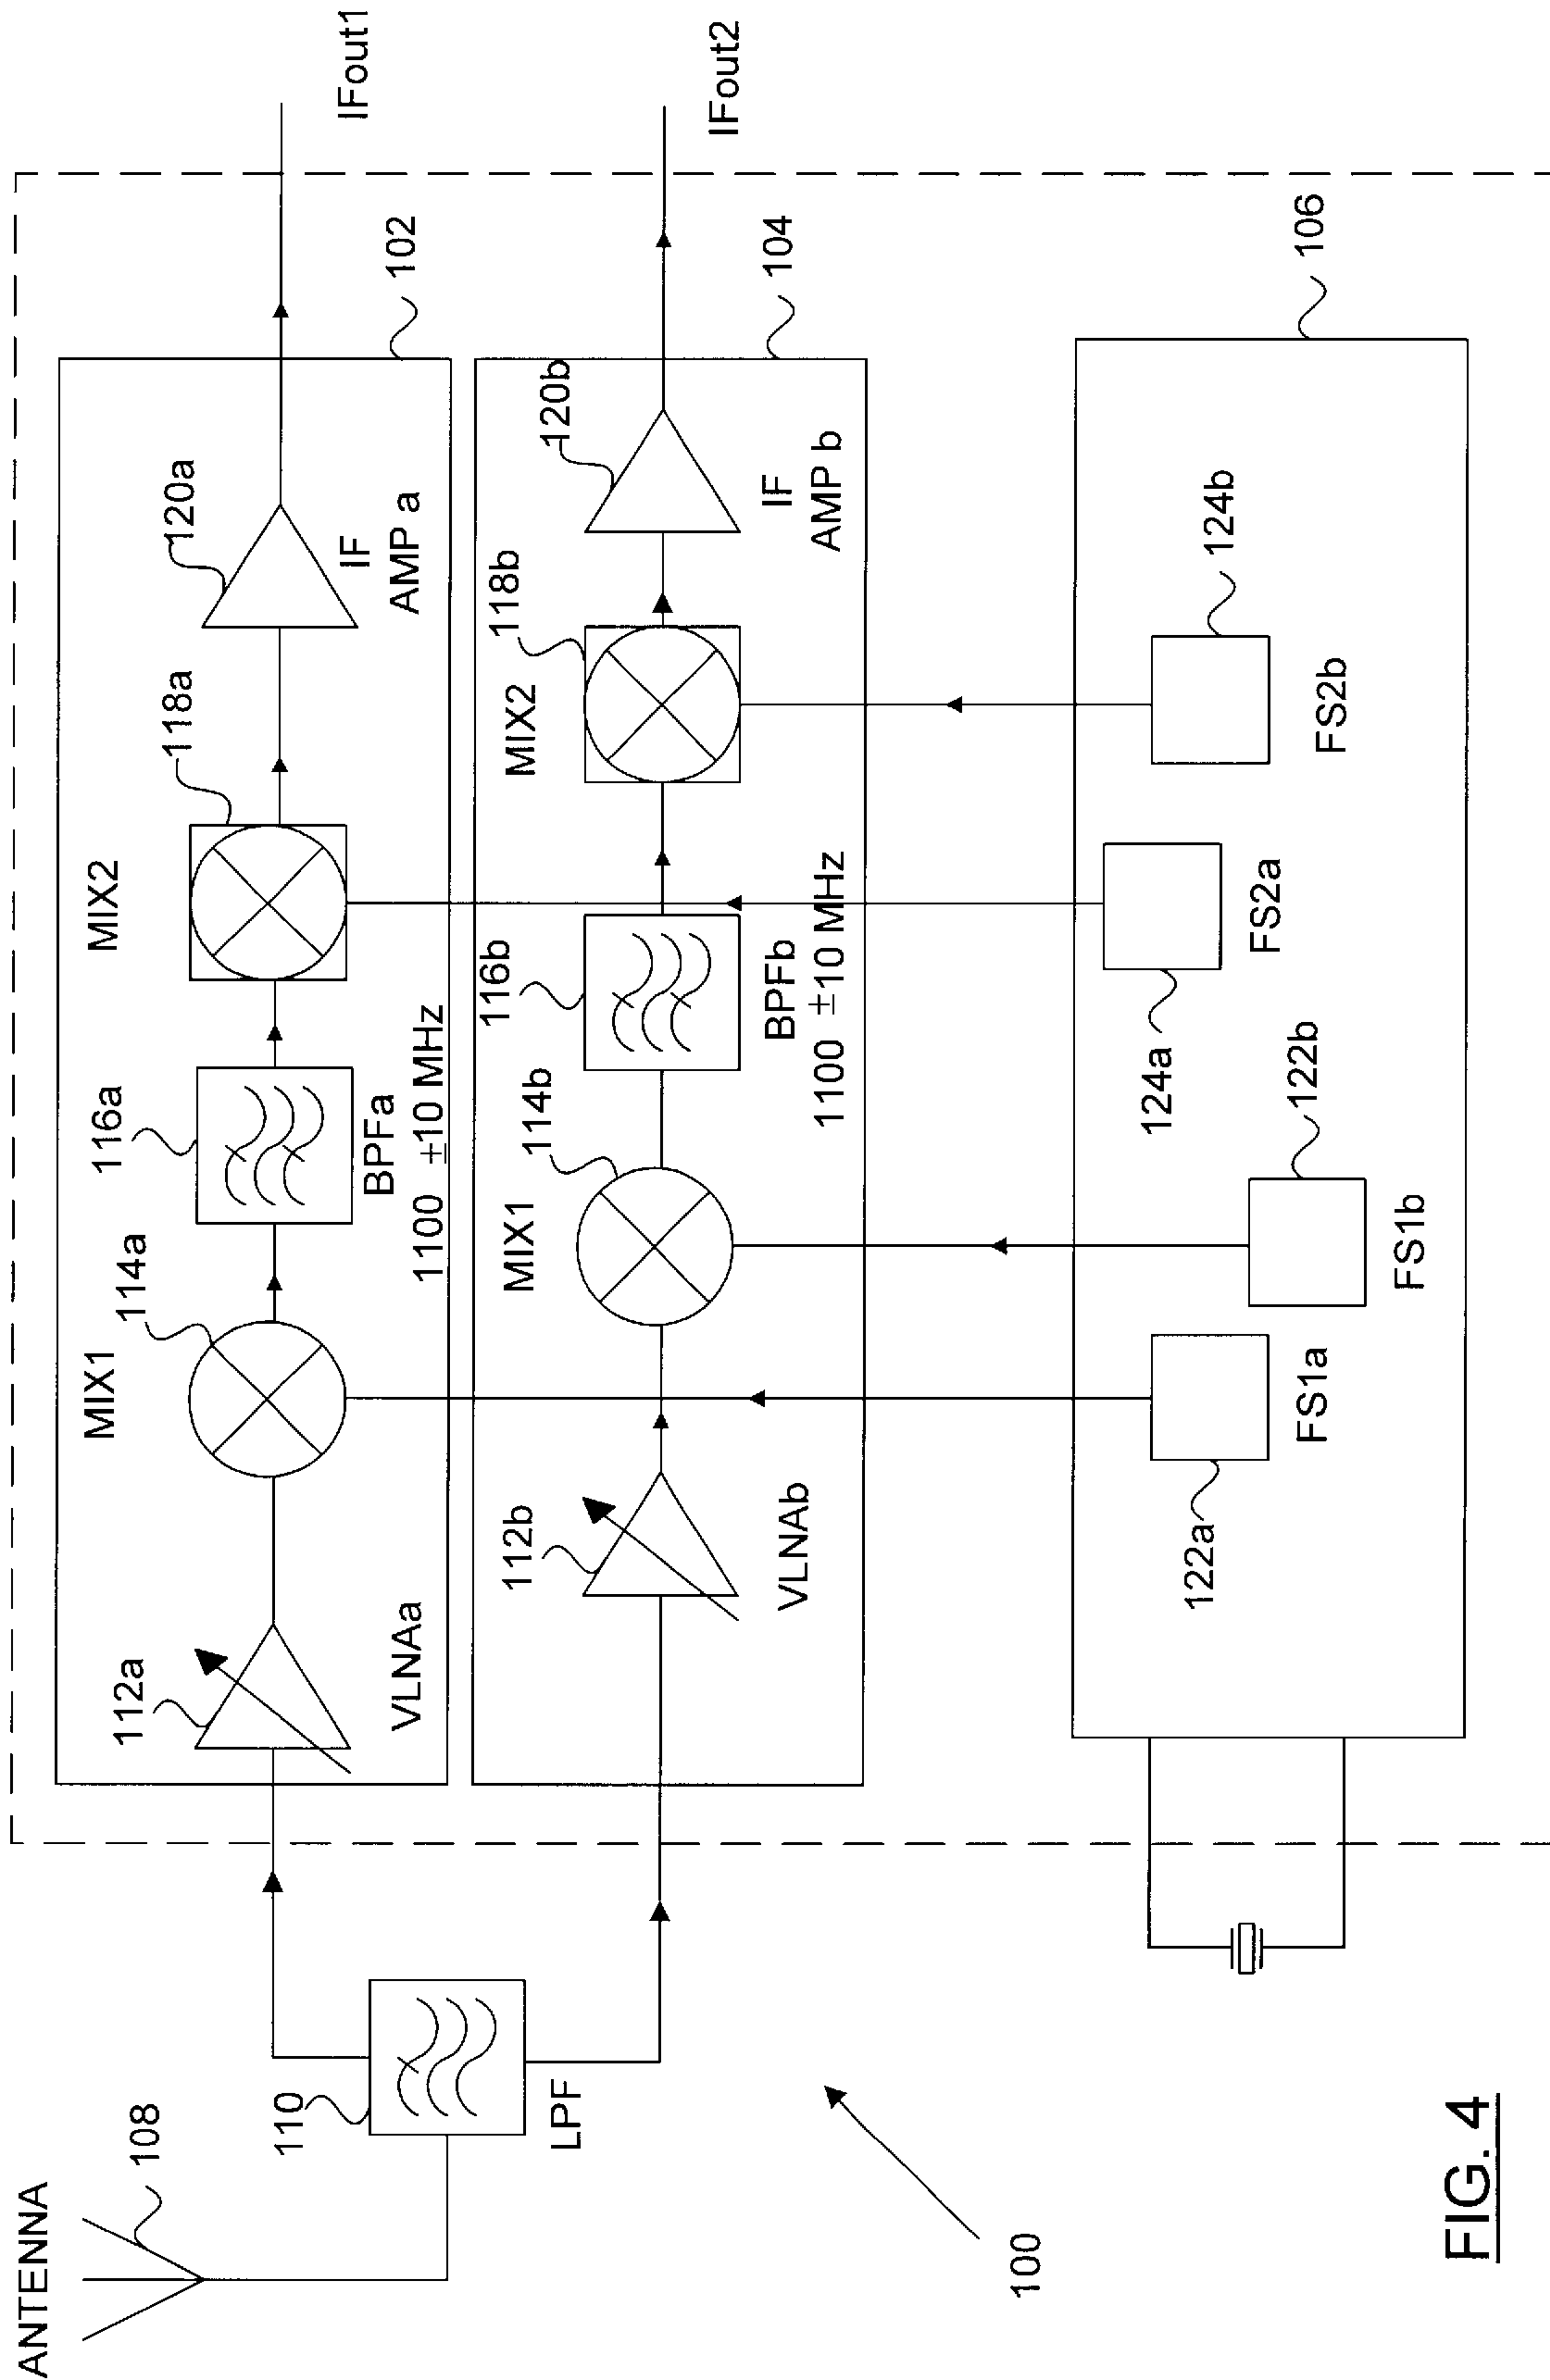 ANTENNA
108
110
LPF
100
112a
VLNAa
MIX1
114a
116a
BPFa
1100 ±10 MHz
MIX2
118a
120a
IF
AMP a
102
IFout1
112b
VLNAb
MIX1
114b
116b
BPFb
1100 ±10 MHz
MIX2
118b
120b
IF
AMP b
104
IFout2
122a
FS1a
122b
FS1b
124a
FS2a
124b
FS2b
106
FIG. 4